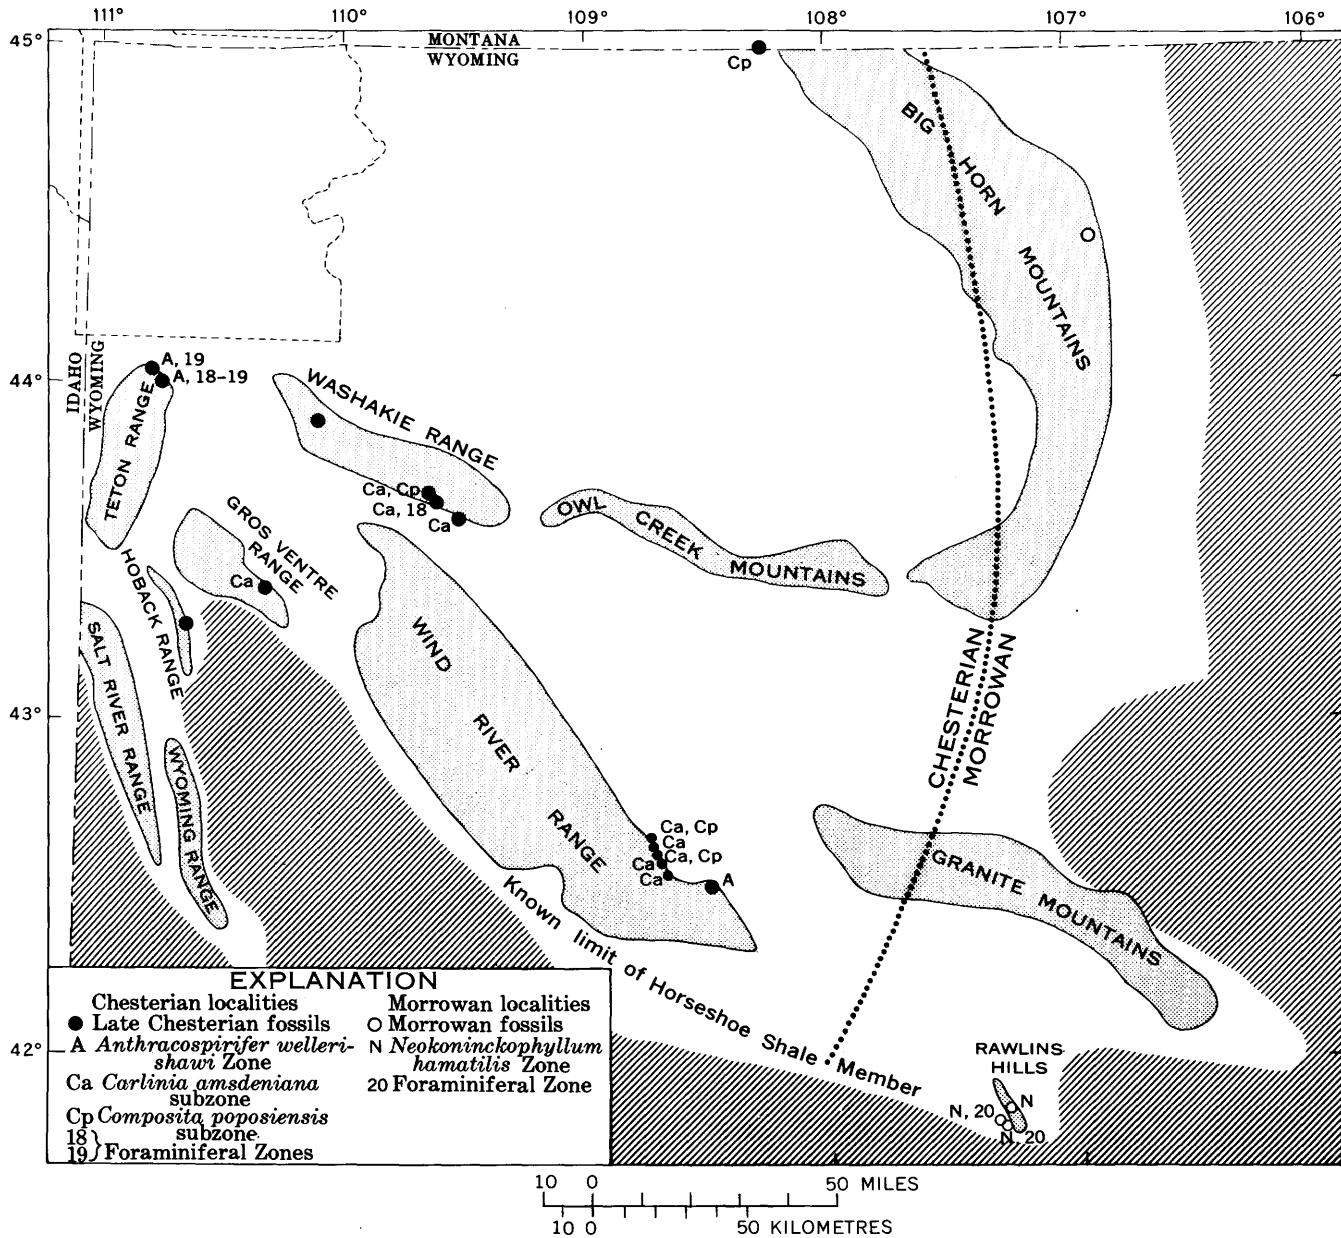 111° 110° 109° 108° 107° 106°
45°
MONTANA
WYOMING
Cp
BIG HORN MOUNTAINS
IDAHO
WYOMING
A, 19
A, 18-19
44°
TETON RANGE
WASHAKIE RANGE
Ca, Cp
Ca, 18
Ca
OWL CREEK MOUNTAINS
GROS VENTRE
RANGE
Ca
HOBACK RANGE
SALT RIVER RANGE
WYOMING RANGE
WIND RIVER RANGE
43°
CHESTERIAN
MORROWAN
Ca, Cp
Ca
Ca, Cp
Ca
Ca
A
GRANITE MOUNTAINS
Known limit of Horseshoe Shale Member
42°
RAWLINS
HILLS
N
N, 20
N, 20
EXPLANATION
Chesterian localities
Late Chesterian fossils
A Anthracospirifer welleri-
shawi Zone
Ca Carlinia amsdeniana
subzone
Cp Composita poposiensis
subzone
18
19} Foraminiferal Zones
Morrowan localities
Morrowan fossils
N Neokoninckophyllum
hamatilis Zone
20 Foraminiferal Zone
10 0 50 MILES
10 0 50 KILOMETRES